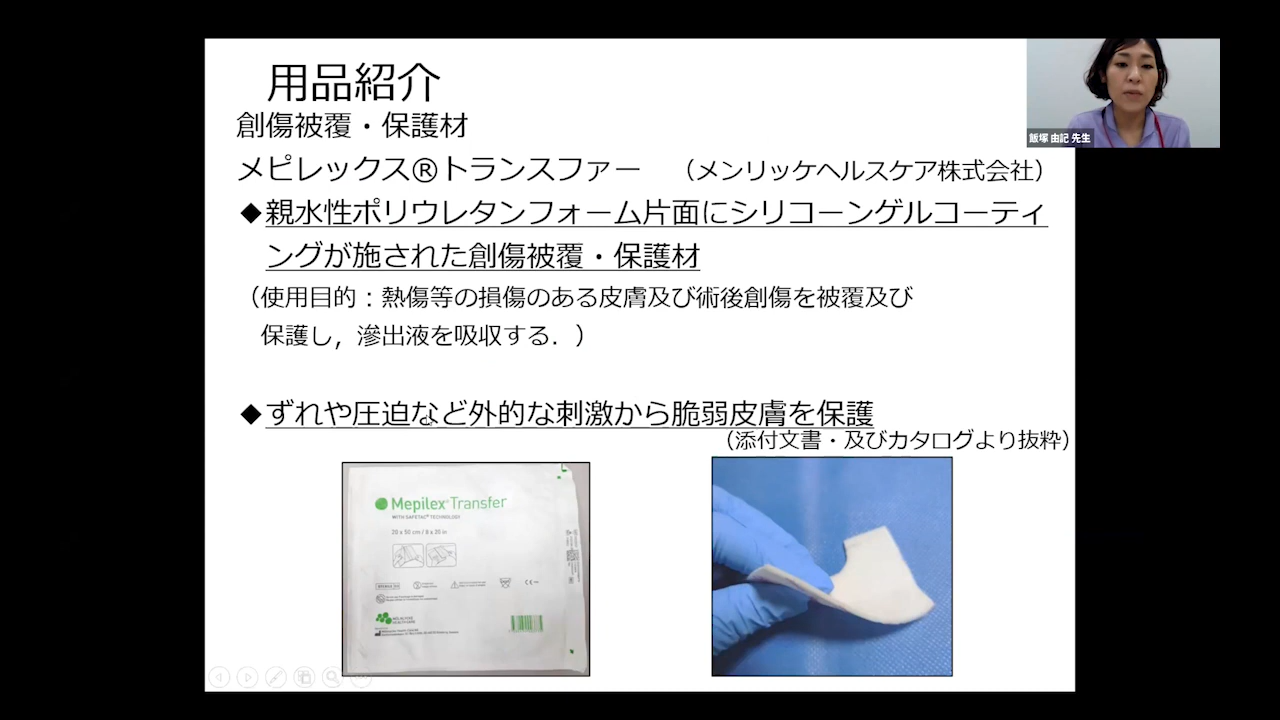 用品紹介
創傷被覆・保護材
メピレックス®トランスファー （メンリッケヘルスケア株式会社）
◆親水性ポリウレタンフォーム片面にシリコーンゲルコーティ
ングが施された創傷被覆・保護材
（使用目的：熱傷等の損傷のある皮膚及び術後創傷を被覆及び
保護し，滲出液を吸収する．）
◆ずれや圧迫など外的な刺激から脆弱皮膚を保護
（添付文書・及びカタログより抜粋）
飯塚 由記 先生
Mepilex® Transfer
WITH SAFETAC® TECHNOLOGY
20 x 50 cm / 8 x 20 in